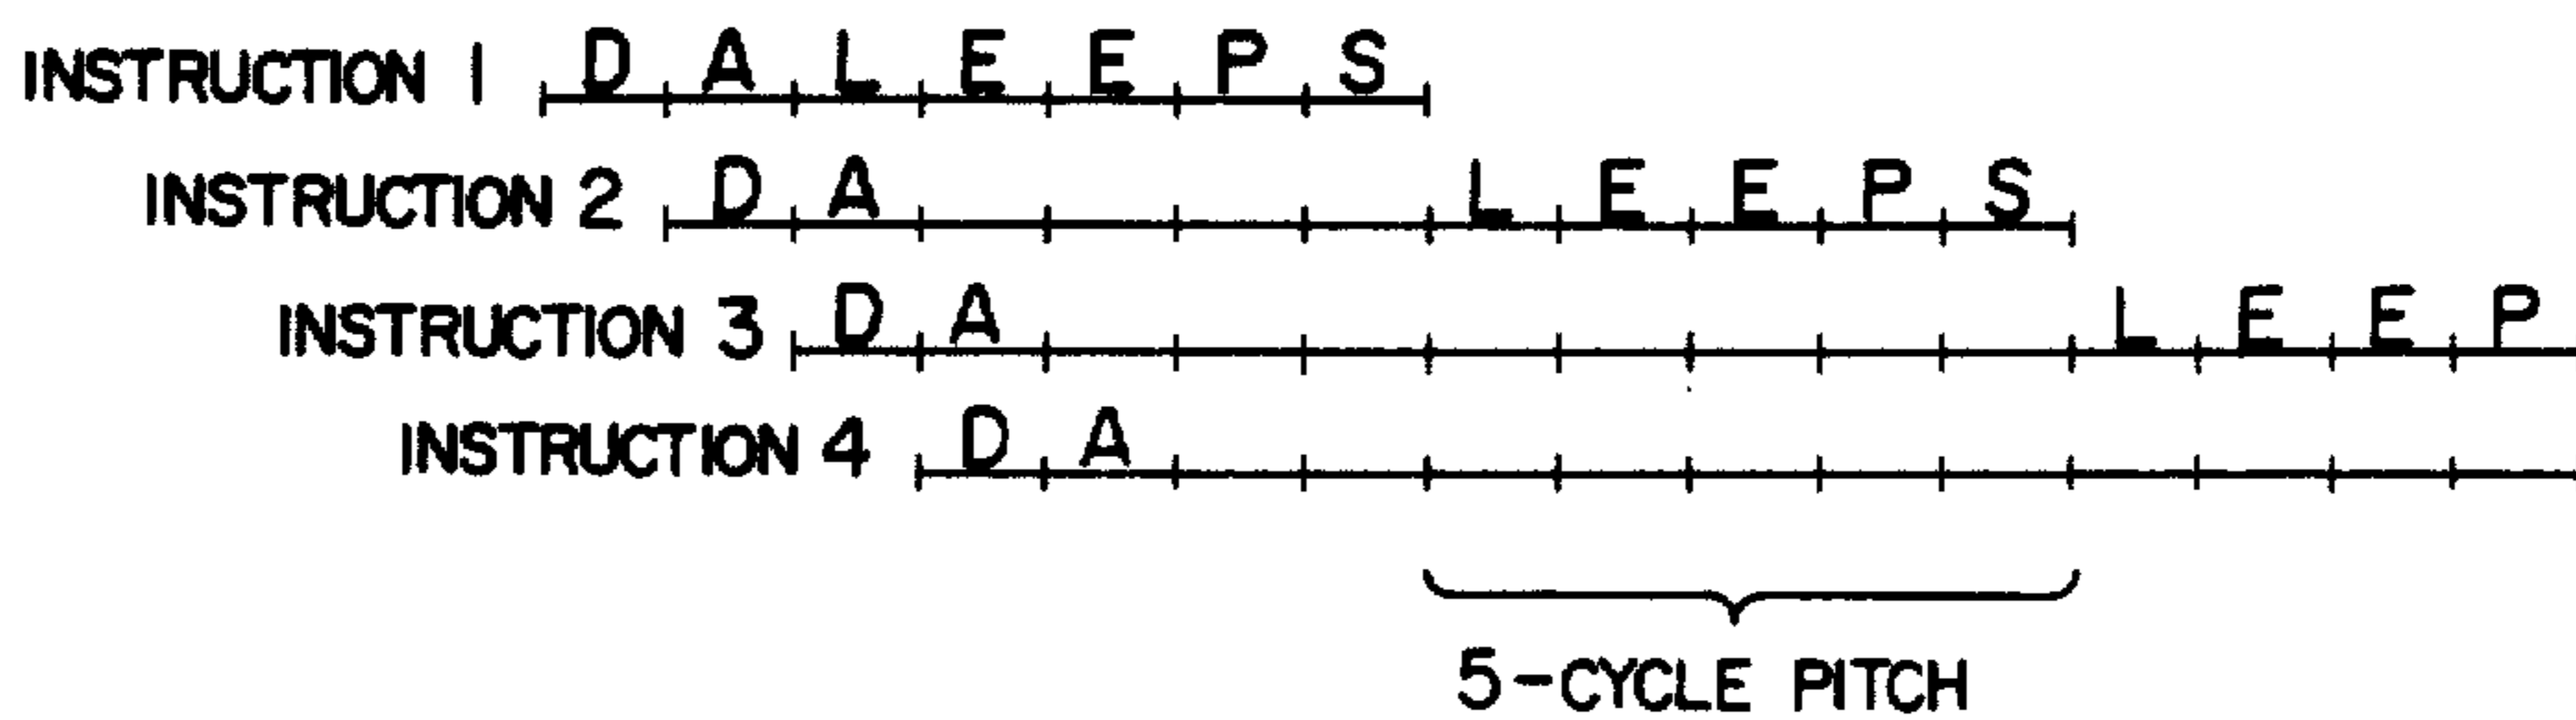 INSTRUCTION 1 D A L E E P S
INSTRUCTION 2 D A L E E P S
INSTRUCTION 3 D A L E E P
INSTRUCTION 4 D A
5-CYCLE PITCH